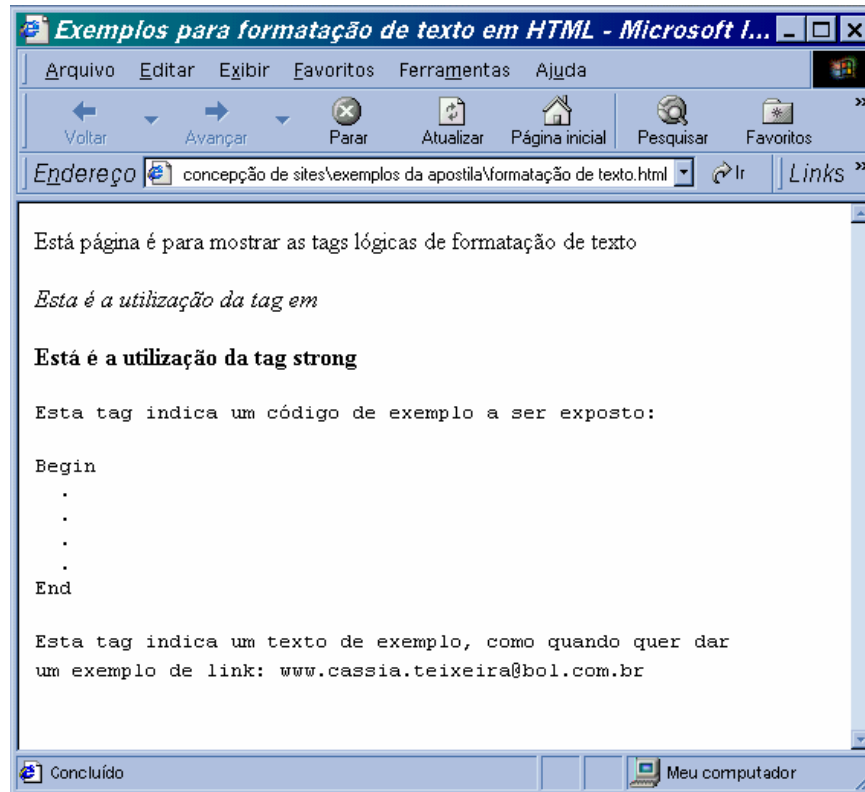 Exemplos para formatação de texto em HTML - Microsoft I...
Arquivo Editar Exibir Favoritos Ferramentas Ajuda
Voltar Avançar Parar Atualizar Página inicial Pesquisar Favoritos
Endereço concepção de sites\exemplos da apostila\formatação de texto.html Ir Links
Está página é para mostrar as tags lógicas de formatação de texto
Esta é a utilização da tag em
Está é a utilização da tag strong
Esta tag indica um código de exemplo a ser exposto:
Begin
.
.
.
.
End
Esta tag indica um texto de exemplo, como quando quer dar
um exemplo de link: www.cassia.teixeira@bol.com.br
Concluído Meu computador